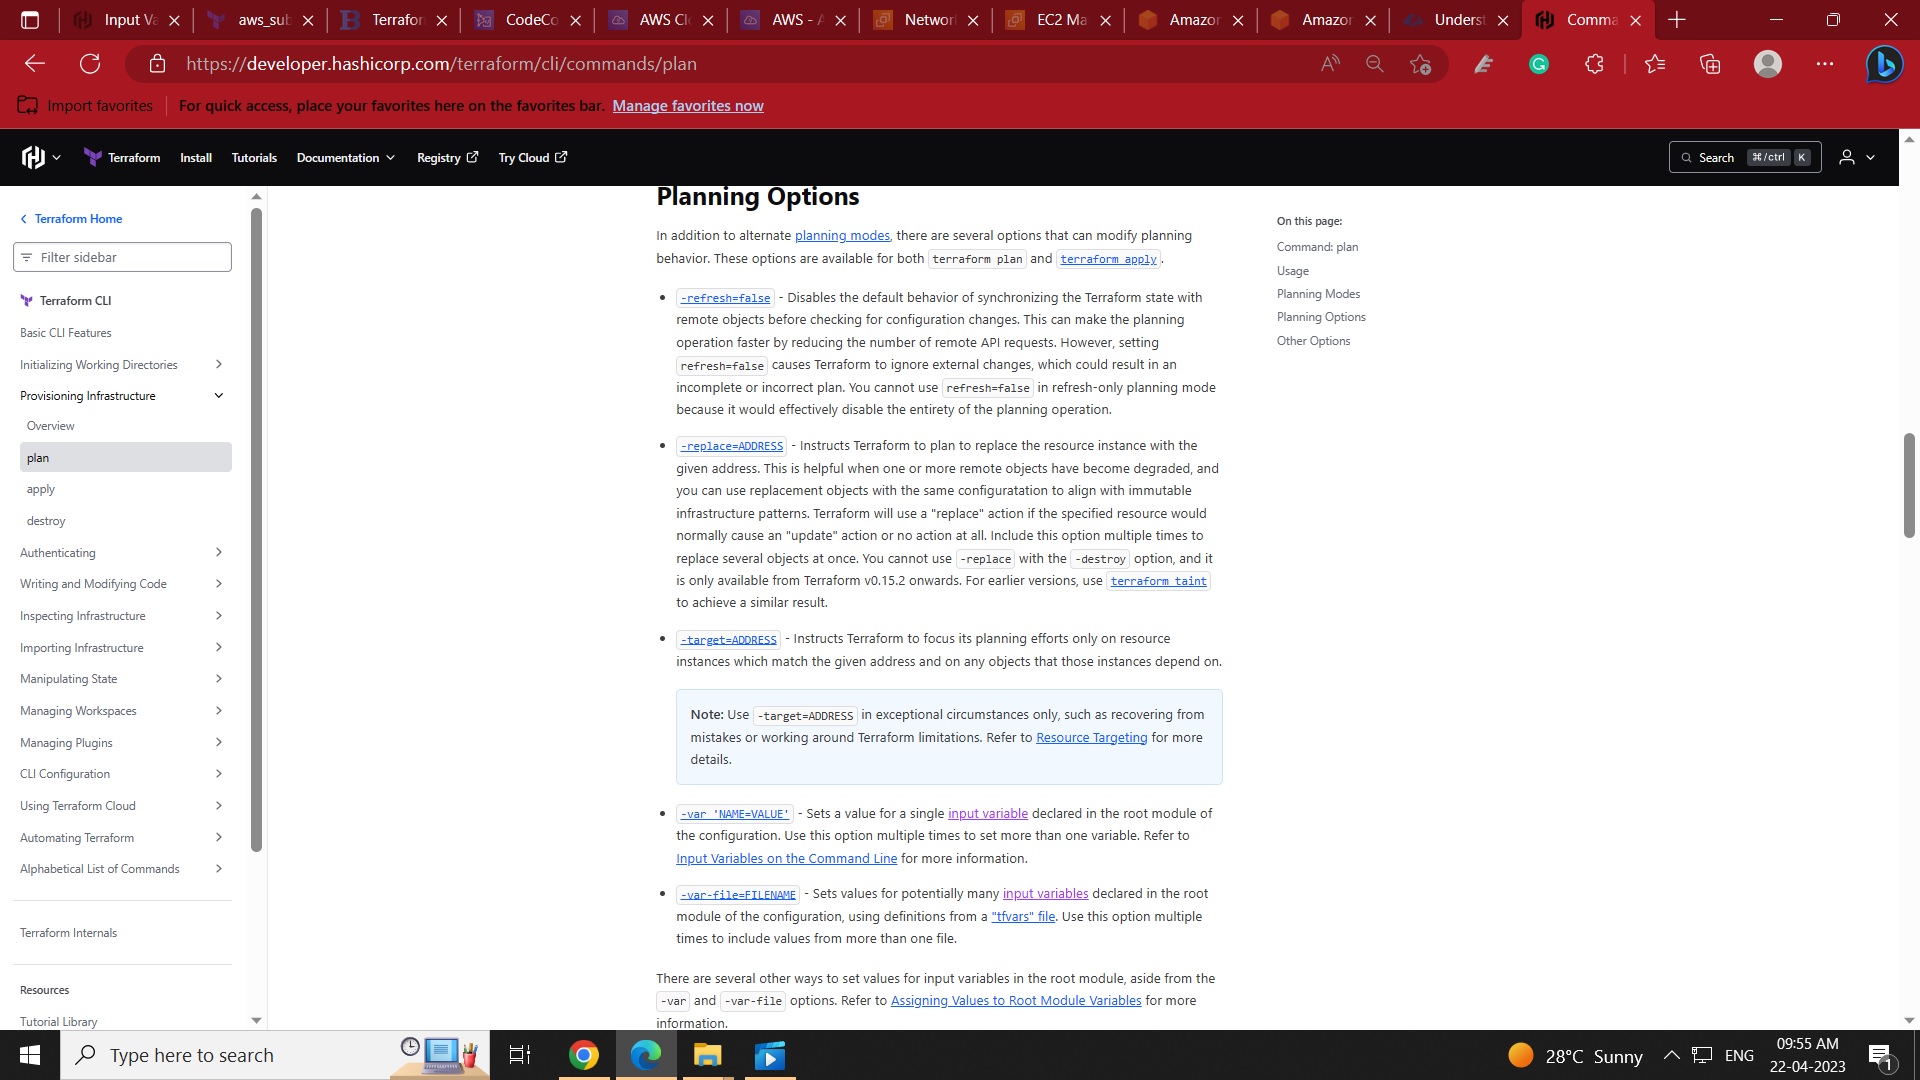 Input Va
aws_sub
Terraforn
CodeCo
AWS Cl
AWS - A
Networ
EC2 Ma
Amazor
Amazor
Underst
Comma
https://developer.hashicorp.com/terraform/cli/commands/plan
Import favorites
For quick access, place your favorites here on the favorites bar. Manage favorites now
Terraform
Install
Tutorials
Documentation
Registry
Try Cloud
Search ⌘/ctrl K
Terraform Home
Filter sidebar
Terraform CLI
Basic CLI Features
Initializing Working Directories
Provisioning Infrastructure
Overview
plan
apply
destroy
Authenticating
Writing and Modifying Code
Inspecting Infrastructure
Importing Infrastructure
Manipulating State
Managing Workspaces
Managing Plugins
CLI Configuration
Using Terraform Cloud
Automating Terraform
Alphabetical List of Commands
Terraform Internals
Resources
Tutorial Library
Planning Options
In addition to alternate planning modes, there are several options that can modify planning
behavior. These options are available for both terraform plan and terraform apply.
• -refresh=false - Disables the default behavior of synchronizing the Terraform state with
remote objects before checking for configuration changes. This can make the planning
operation faster by reducing the number of remote API requests. However, setting
refresh=false causes Terraform to ignore external changes, which could result in an
incomplete or incorrect plan. You cannot use refresh=false in refresh-only planning mode
because it would effectively disable the entirety of the planning operation.
• -replace=ADDRESS - Instructs Terraform to plan to replace the resource instance with the
given address. This is helpful when one or more remote objects have become degraded, and
you can use replacement objects with the same configuratation to align with immutable
infrastructure patterns. Terraform will use a "replace" action if the specified resource would
normally cause an "update" action or no action at all. Include this option multiple times to
replace several objects at once. You cannot use -replace with the -destroy option, and it
is only available from Terraform v0.15.2 onwards. For earlier versions, use terraform taint
to achieve a similar result.
• -target=ADDRESS - Instructs Terraform to focus its planning efforts only on resource
instances which match the given address and on any objects that those instances depend on.
Note: Use -target=ADDRESS in exceptional circumstances only, such as recovering from
mistakes or working around Terraform limitations. Refer to Resource Targeting for more
details.
• -var 'NAME=VALUE' - Sets a value for a single input variable declared in the root module of
the configuration. Use this option multiple times to set more than one variable. Refer to
Input Variables on the Command Line for more information.
• -var-file=FILENAME - Sets values for potentially many input variables declared in the root
module of the configuration, using definitions from a "tfvars" file. Use this option multiple
times to include values from more than one file.
There are several other ways to set values for input variables in the root module, aside from the
-var and -var-file options. Refer to Assigning Values to Root Module Variables for more
information.
On this page:
Command: plan
Usage
Planning Modes
Planning Options
Other Options
Type here to search
28°C Sunny
ENG
09:55 AM
22-04-2023
1